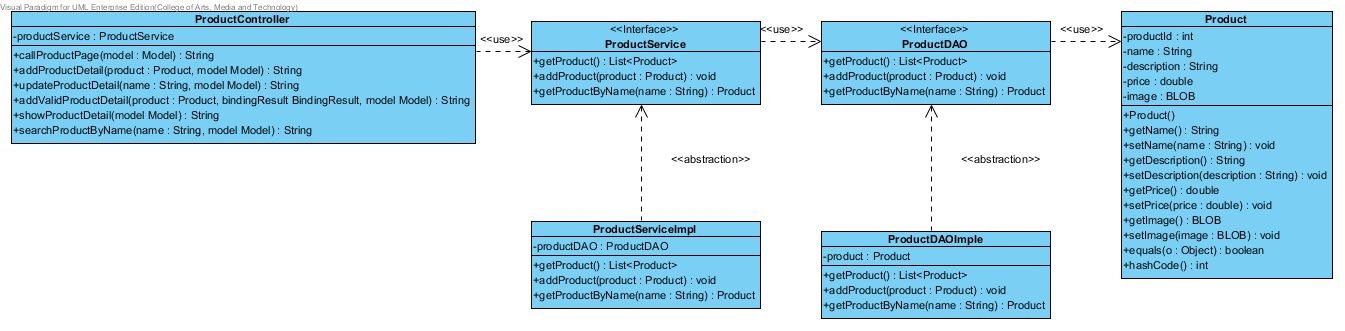 Visual Paradigm for UML Enterprise Edition(College of Arts, Media and Technology)
ProductController
-productService : ProductService
+callProductPage(model : Model) : String
+addProductDetail(product : Product, model Model) : String
+updateProductDetail(name : String, model Model) : String
+addValidProductDetail(product : Product, bindingResult BindingResult, model Model) : String
+showProductDetail(model Model) : String
+searchProductByName(name : String, model Model) : String
<<use>>
<<Interface>>
ProductService
+getProduct() : List<Product>
+addProduct(product : Product) : void
+getProductByName(name : String) : Product
<<use>>
<<Interface>>
ProductDAO
+getProduct() : List<Product>
+addProduct(product : Product) : void
+getProductByName(name : String) : Product
<<use>>
Product
-productId : int
-name : String
-description : String
-price : double
-image : BLOB
+Product()
+getName() : String
+setName(name : String) : void
+getDescription() : String
+setDescription(description : String) : void
+getPrice() : double
+setPrice(price : double) : void
+getImage() : BLOB
+setImage(image : BLOB) : void
+equals(o : Object) : boolean
+hashCode() : int
<<abstraction>>
<<abstraction>>
ProductServiceImpl
-productDAO : ProductDAO
+getProduct() : List<Product>
+addProduct(product : Product) : void
+getProductByName(name : String) : Product
ProductDAOImple
-product : Product
+getProduct() : List<Product>
+addProduct(product : Product) : void
+getProductByName(name : String) : Product